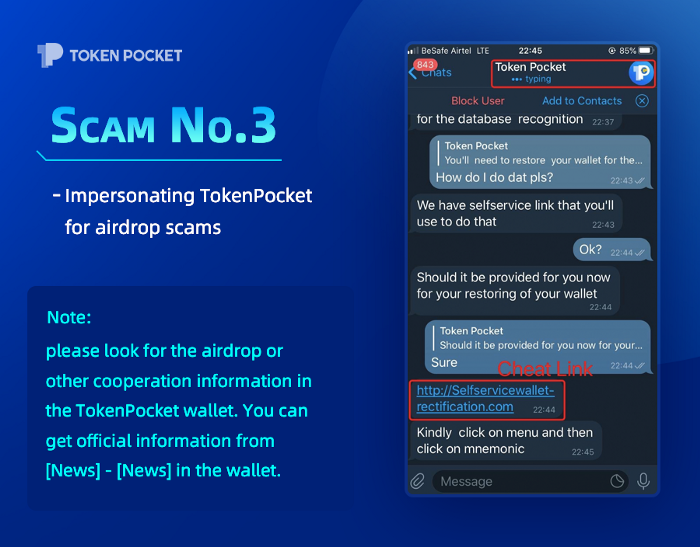 TOKEN POCKET
SCAM NO.3
- Impersonating TokenPocket
for airdrop scams
Note:
please look for the airdrop or
other cooperation information in
the TokenPocket wallet. You can
get official information from
[News] - [News] in the wallet.
BeSafe Airtel LTE 22:45 85%
843
Chats
Token Pocket
••• typing
Block User Add to Contacts
for the database recognition 22:37
Token Pocket
You'll need to restore your wallet for the...
How do I do dat pls? 22:43
We have selfservice link that you'll
use to do that 22:43
Ok? 22:44
Should it be provided for you now
for your restoring of your wallet
22:44
Token Pocket
Should it be provided for you now for your...
Sure 22:44
Cheat Link
http://Selfservicewallet-
rectification.com 22:44
Kindly click on menu and then
click on mnemonic 22:45
Message